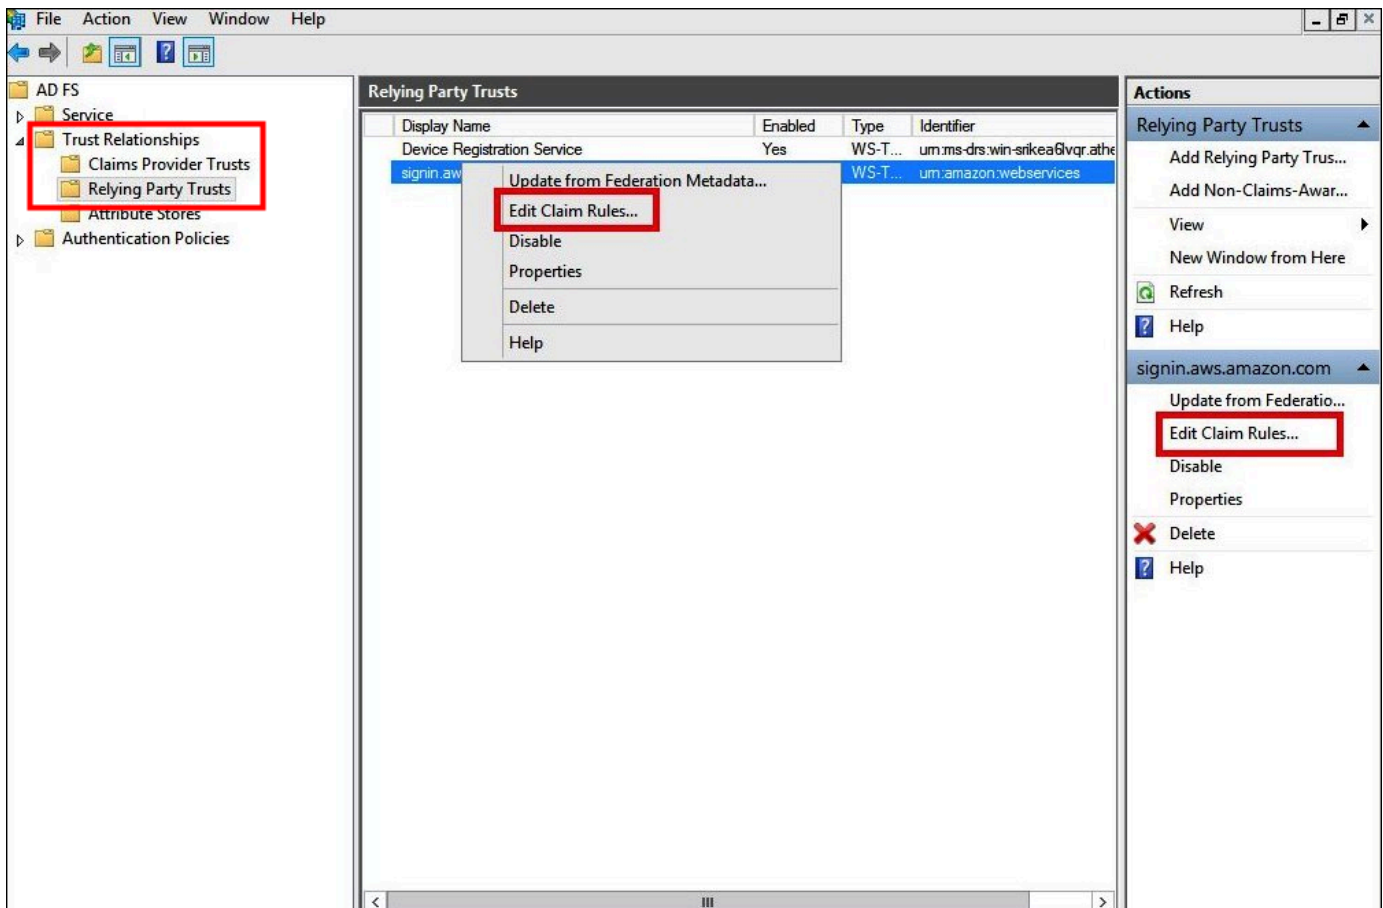 File Action View Window Help
AD FS
Service
Trust Relationships
Claims Provider Trusts
Relying Party Trusts
Attribute Stores
Authentication Policies
Relying Party Trusts
Display Name Enabled Type Identifier
Device Registration Service Yes WS-T... urn:ms-drs:win-srikea6lvqr.athe
signin.aw WS-T... urn:amazon:webservices
Update from Federation Metadata...
Edit Claim Rules...
Disable
Properties
Delete
Help
Actions
Relying Party Trusts
Add Relying Party Trus...
Add Non-Claims-Awar...
View
New Window from Here
Refresh
Help
signin.aws.amazon.com
Update from Federatio...
Edit Claim Rules...
Disable
Properties
Delete
Help